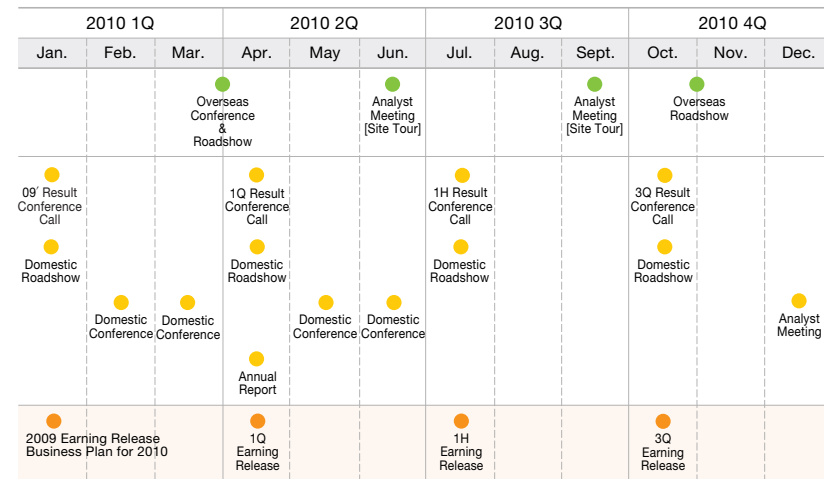 2010 1Q 2010 2Q 2010 3Q 2010 4Q
Jan. Feb. Mar. Apr. May Jun. Jul. Aug. Sept. Oct. Nov. Dec.
Overseas
Conference
&
Roadshow
Analyst
Meeting
[Site Tour]
Analyst
Meeting
[Site Tour]
Overseas
Roadshow
09′ Result
Conference
Call
1Q Result
Conference
Call
1H Result
Conference
Call
3Q Result
Conference
Call
Domestic
Roadshow
Domestic
Roadshow
Domestic
Roadshow
Domestic
Roadshow
Domestic
Conference
Domestic
Conference
Domestic
Conference
Domestic
Conference
Analyst
Meeting
Annual
Report
2009 Earning Release
Business Plan for 2010
1Q
Earning
Release
1H
Earning
Release
3Q
Earning
Release